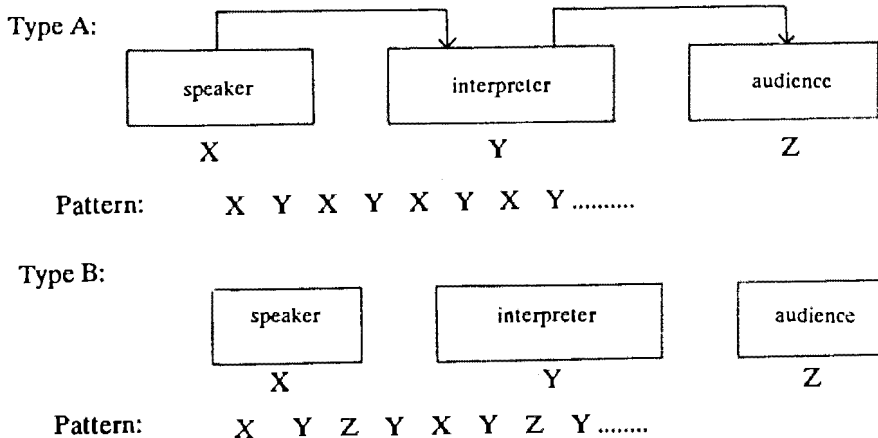 Type A:
speaker interpreter audience
X Y Z
Pattern: X Y X Y X Y X Y ..........
Type B:
speaker interpreter audience
X Y Z
Pattern: X Y Z Y X Y Z Y ........